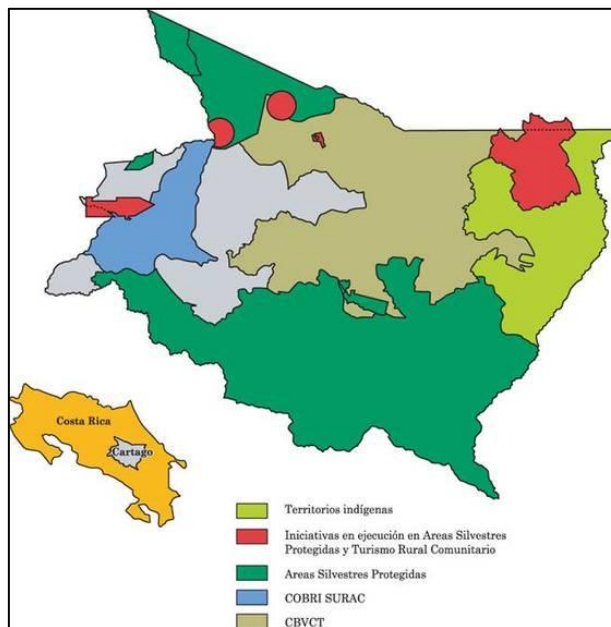 Costa Rica
Cartago
Territorios indígenas
Iniciativas en ejecución en Areas Silvestres
Protegidas y Turismo Rural Comunitario
Areas Silvestres Protegidas
COBRI SURAC
CBVCT